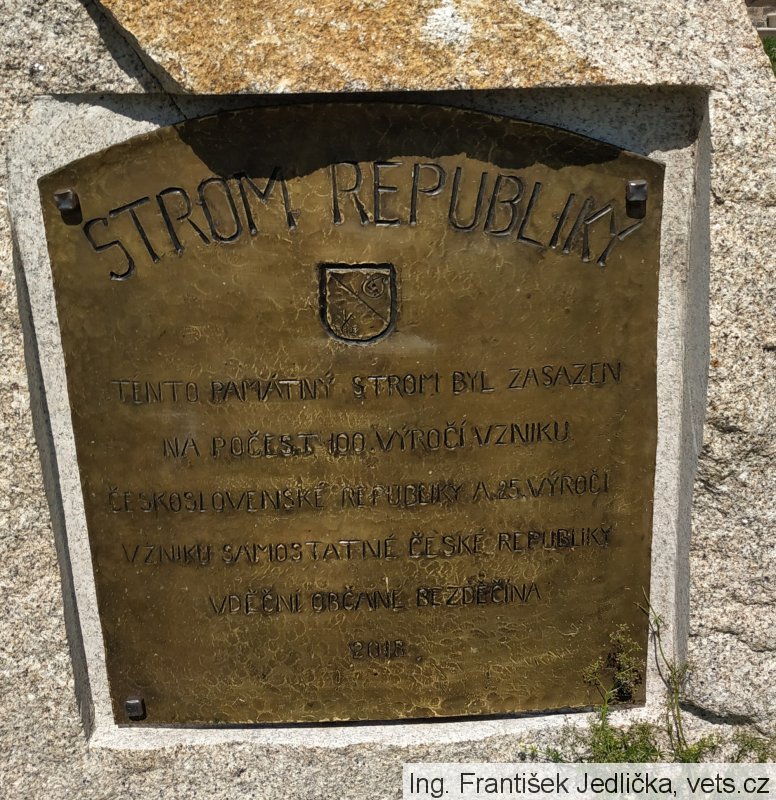 STROM REPUBLIKY
TENTO PAMÁTNÝ STROM BYL ZASAZEN
NA POČEST 100. VÝROČÍ VZNIKU
ČESKOSLOVENSKÉ REPUBLIKY A 25. VÝROČÍ
VZNIKU SAMOSTATNÉ ČESKÉ REPUBLIKY
VDĚČNÍ OBČANÉ BEZDĚČÍNA
2018
Ing. František Jedlička, vets.cz